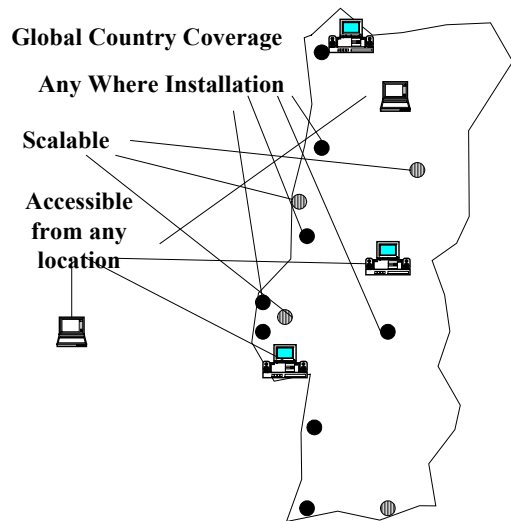 Global Country Coverage
Any Where Installation
Scalable
Accessible
from any
location